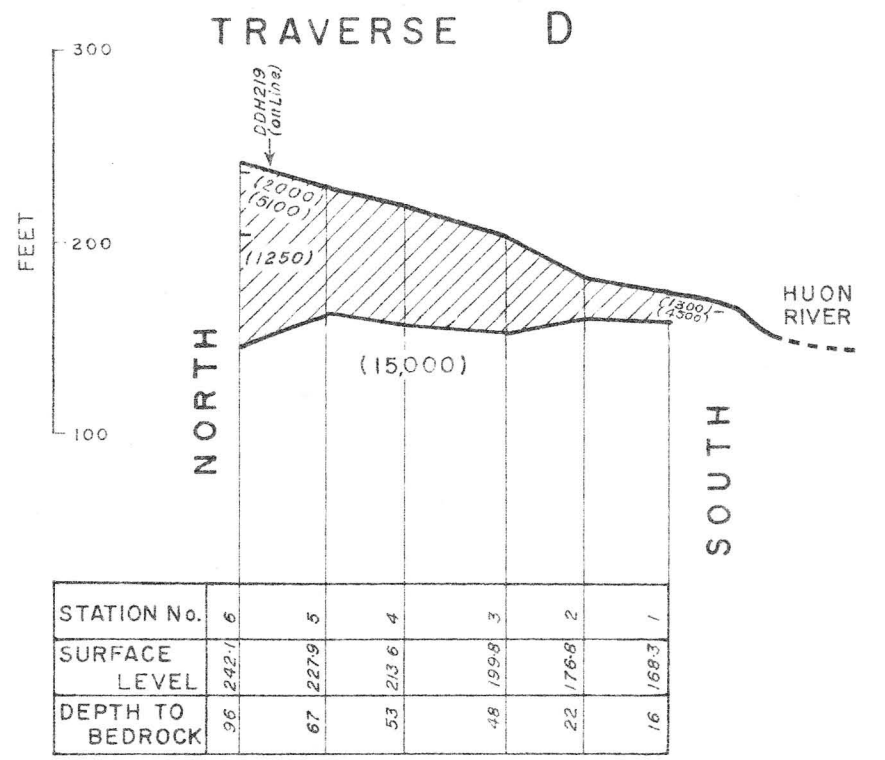 TRAVERSE D
300
DDH219
(on Line)
(2000)
(5100)
FEET
200
(1250)
(1300)
(4500)
HUON
RIVER
(15,000)
NORTH
100
SOUTH
STATION No. 6 5 4 3 2 1
SURFACE LEVEL 242·1 227·9 213 6 199·8 176·8 168·3
DEPTH TO BEDROCK 96 67 53 48 22 16